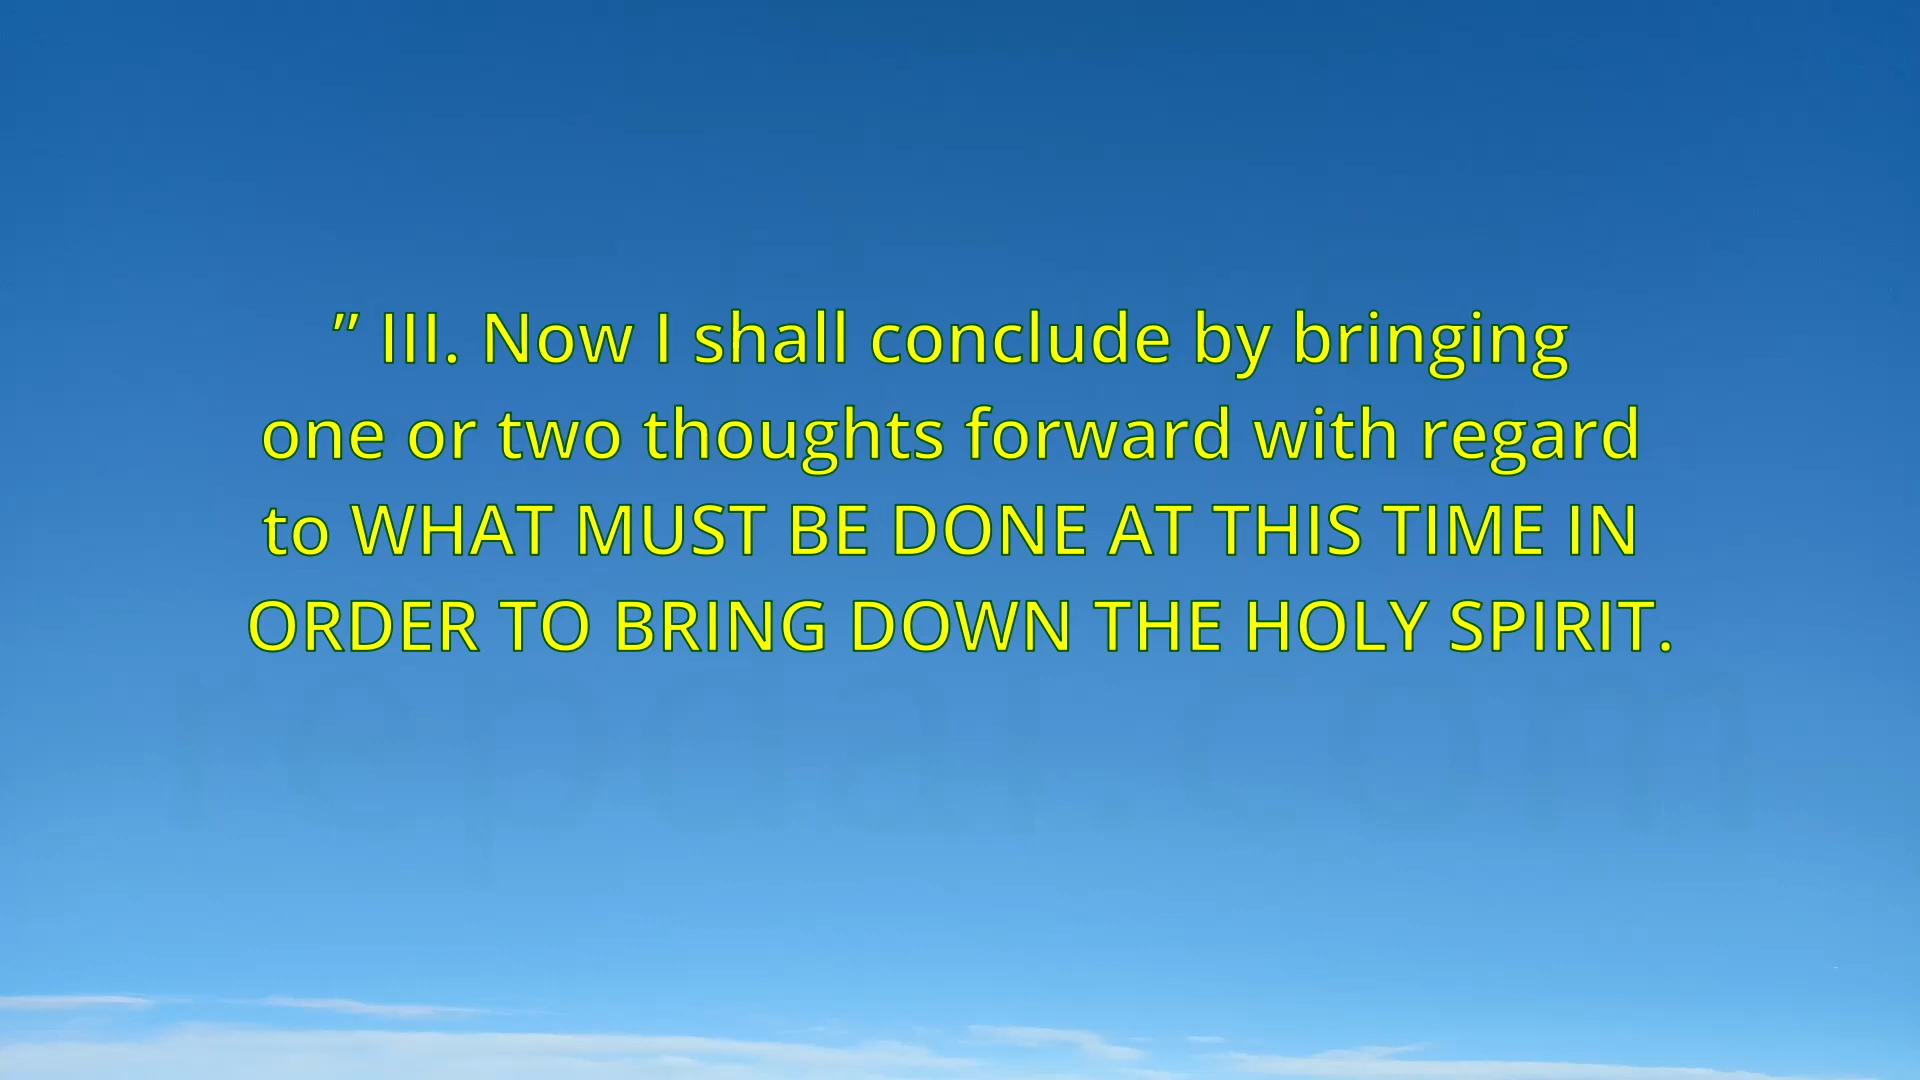 ” III. Now I shall conclude by bringing
one or two thoughts forward with regard
to WHAT MUST BE DONE AT THIS TIME IN
ORDER TO BRING DOWN THE HOLY SPIRIT.